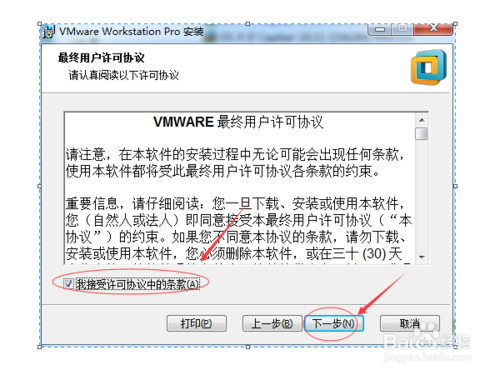 VMware Workstation Pro 安装
最终用户许可协议
请认真阅读以下许可协议
VMWARE 最终用户许可协议
请注意，在本软件的安装过程中无论可能会出现任何条款，
使用本软件都将受此最终用户许可协议各条款的约束。
重要信息，请仔细阅读：您一旦下载、安装或使用本软件，
您（自然人或法人）即同意接受本最终用户许可协议（“本
协议”）的约束。如果您不同意本协议的条款，请勿下载、
安装或使用本软件，您必须删除本软件，或在三十 (30) 天
我接受许可协议中的条款(A)
打印(P)
上一步(B)
下一步(N)
取消
Baidu 经验
jingyan.baidu.com